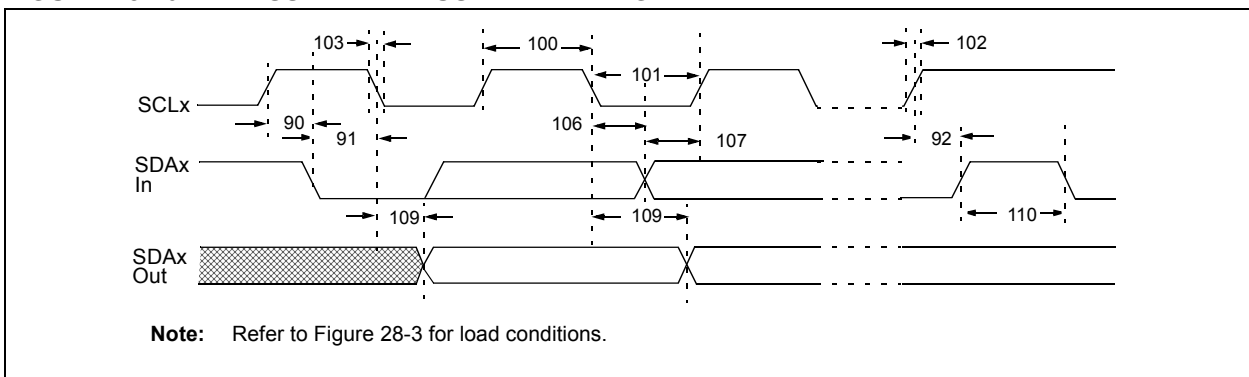 103
100
101
102
SCLx
90
91
106
107
92
SDAx
In
109
109
110
SDAx
Out
Note: Refer to Figure 28-3 for load conditions.